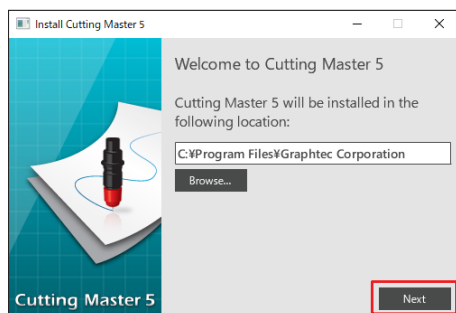 Install Cutting Master 5
Welcome to Cutting Master 5
Cutting Master 5 will be installed in the
following location:
C:¥Program Files¥Graphtec Corporation
Browse...
Cutting Master 5
Next